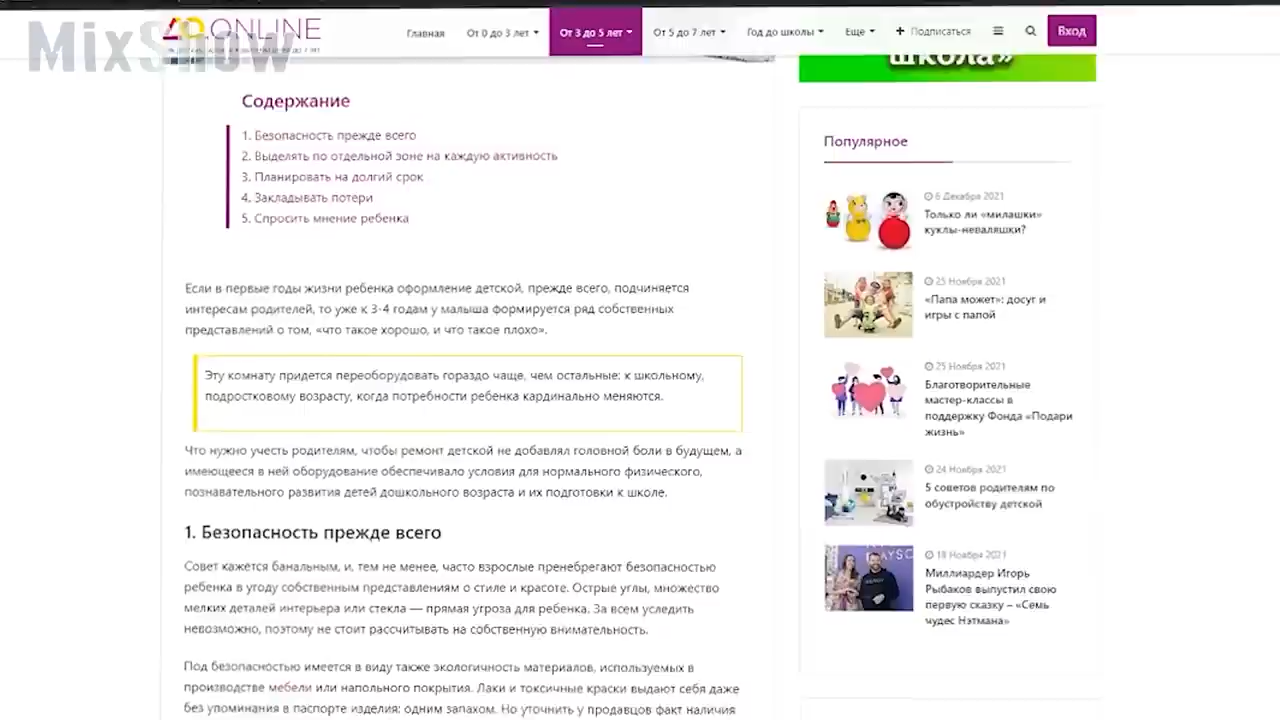 MixShow
ONLINE
Главная
От 0 до 3 лет
От 3 до 5 лет
От 5 до 7 лет
Год до школы
Еще
Подписаться
Вход
школа»
Содержание
1. Безопасность прежде всего
2. Выделять по отдельной зоне на каждую активность
3. Планировать на долгий срок
4. Закладывать потери
5. Спросить мнение ребенка
Если в первые годы жизни ребенка оформление детской, прежде всего, подчиняется
интересам родителей, то уже к 3-4 годам у малыша формируется ряд собственных
представлений о том, «что такое хорошо, и что такое плохо».
Эту комнату придется переоборудовать гораздо чаще, чем остальные: к школьному,
подростковому возрасту, когда потребности ребенка кардинально меняются.
Что нужно учесть родителям, чтобы ремонт детской не добавлял головной боли в будущем, а
имеющееся в ней оборудование обеспечивало условия для нормального физического,
познавательного развития детей дошкольного возраста и их подготовки к школе.
1. Безопасность прежде всего
Совет кажется банальным, и, тем не менее, часто взрослые пренебрегают безопасностью
ребенка в угоду собственным представлениям о стиле и красоте. Острые углы, множество
мелких деталей интерьера или стекла — прямая угроза для ребенка. За всем уследить
невозможно, поэтому не стоит рассчитывать на собственную внимательность.
Под безопасностью имеется в виду также экологичность материалов, используемых в
производстве мебели или напольного покрытия. Лаки и токсичные краски выдают себя даже
без упоминания в паспорте изделия: одним запахом. Но уточнить у продавцов факт наличия
Популярное
6 Декабря 2021
Только ли «милашки»
куклы-неваляшки?
25 Ноября 2021
«Папа может»: досуг и
игры с папой
25 Ноября 2021
Благотворительные
мастер-классы в
поддержку Фонда «Подари
жизнь»
24 Ноября 2021
5 советов родителям по
обустройству детской
18 Ноября 2021
Миллиардер Игорь
Рыбаков выпустил свою
первую сказку – «Семь
чудес Нэтмана»